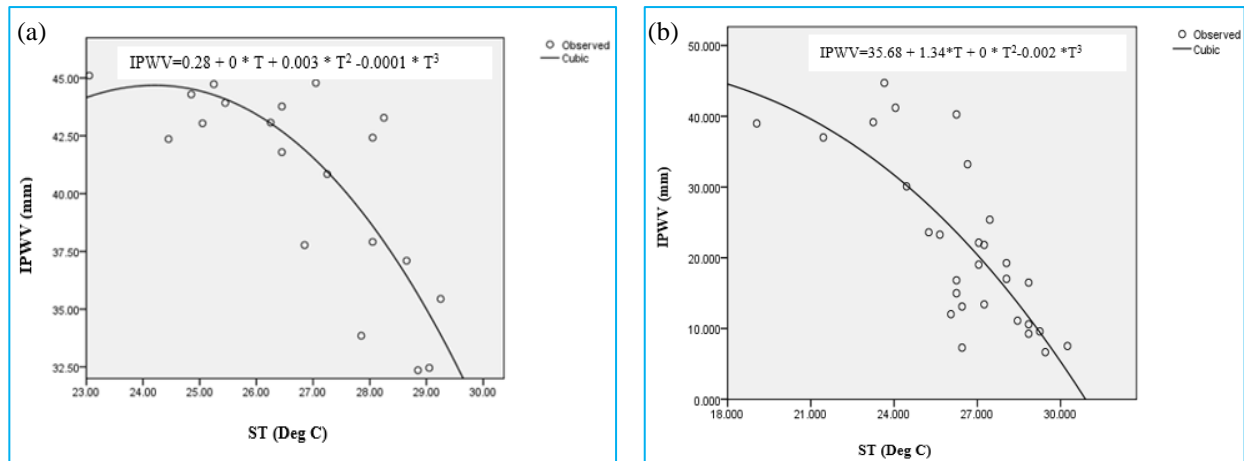 (a)
IPWV=0.28 + 0 * T + 0.003 * T² -0.0001 * T³
Observed
Cubic
IPWV (mm)
45.00
42.50
40.00
37.50
35.00
32.50
23.00 24.00 25.00 26.00 27.00 28.00 29.00 30.00
ST (Deg C)
(b)
IPWV=35.68 + 1.34*T + 0 * T²-0.002 *T³
Observed
Cubic
IPWV (mm)
50.000
40.000
30.000
20.000
10.000
0.000
18.000 21.000 24.000 27.000 30.000
ST (Deg C)